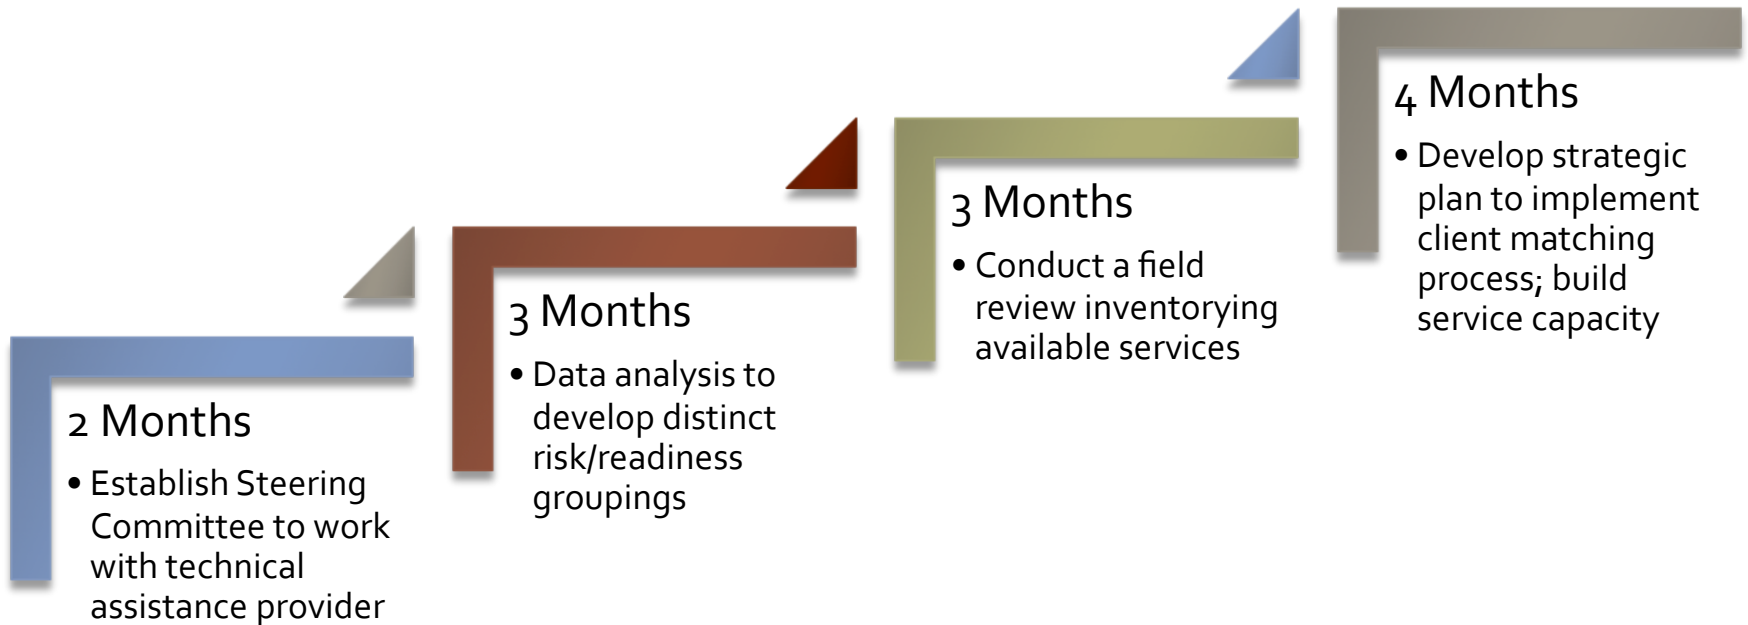 2 Months
• Establish Steering
Committee to work
with technical
assistance provider
3 Months
• Data analysis to
develop distinct
risk/readiness
groupings
3 Months
• Conduct a field
review inventorying
available services
4 Months
• Develop strategic
plan to implement
client matching
process; build
service capacity